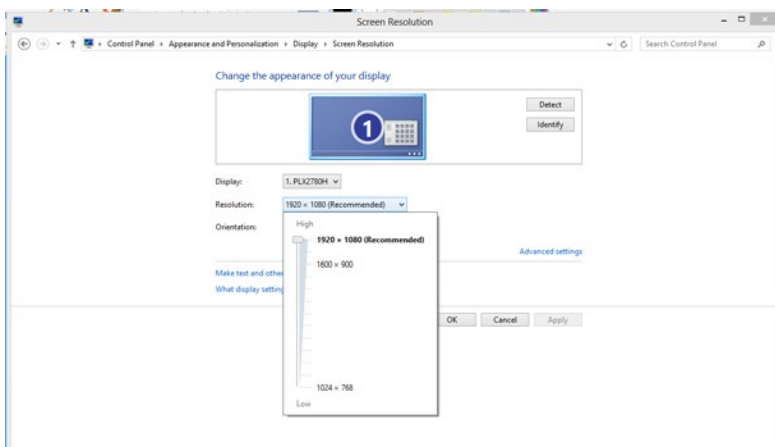 Screen Resolution
Control Panel › Appearance and Personalization › Display › Screen Resolution
Search Control Panel
Change the appearance of your display
1
Detect
Identify
Display: 1. PLX2780H
Resolution: 1920 × 1080 (Recommended)
Orientation:
High
1920 × 1080 (Recommended)
1600 × 900
Advanced settings
Make text and other
What display setting
OK Cancel Apply
1024 × 768
Low